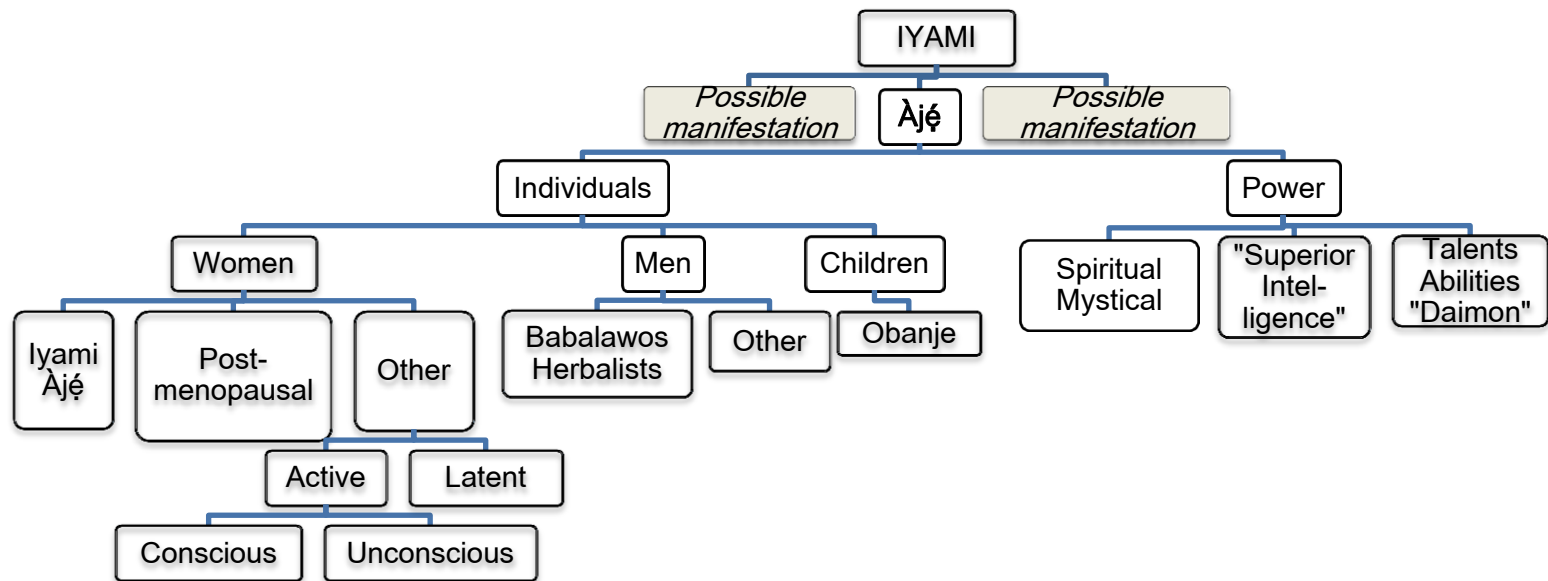 IYAMI
Possible
manifestation
Àjẹ́
Possible
manifestation
Individuals
Power
Women
Men
Children
Spiritual
Mystical
"Superior
Intel-
ligence"
Talents
Abilities
"Daimon"
Iyami
Àjẹ́
Post-
menopausal
Other
Babalawos
Herbalists
Other
Obanje
Active
Latent
Conscious
Unconscious